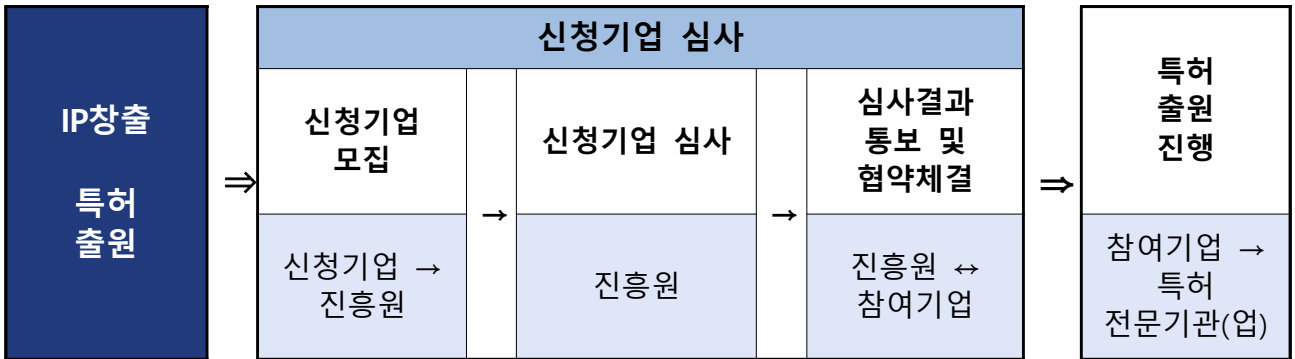 IP창출
특허
출원
⇒
신청기업 심사
신청기업
모집
신청기업 →
진흥원
→
신청기업 심사
진흥원
→
심사결과
통보 및
협약체결
진흥원 ↔
참여기업
⇒
특허
출원
진행
참여기업 →
특허
전문기관(업)